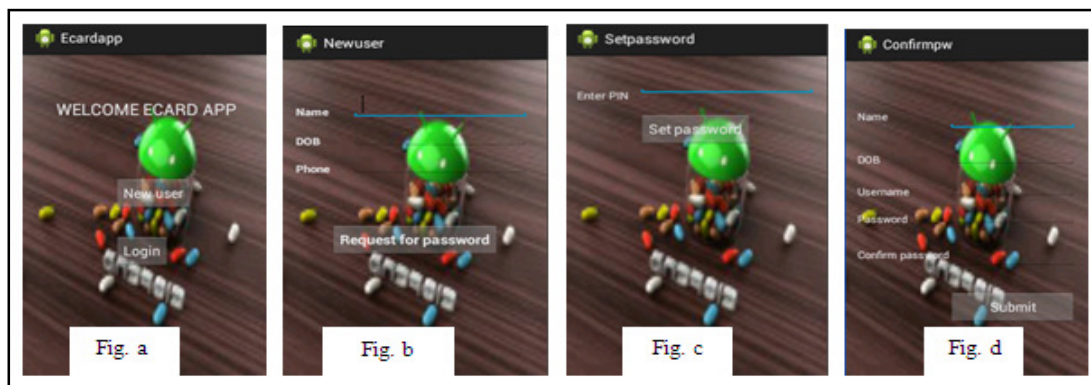 Ecardapp
WELCOME ECARD APP
New user
Login
Fig. a
Newuser
Name
DOB
Phone
Request for password
Fig. b
Setpassword
Enter PIN
Set password
Fig. c
Confirmpw
Name
DOB
Username
Password
Confirm password
Submit
Fig. d